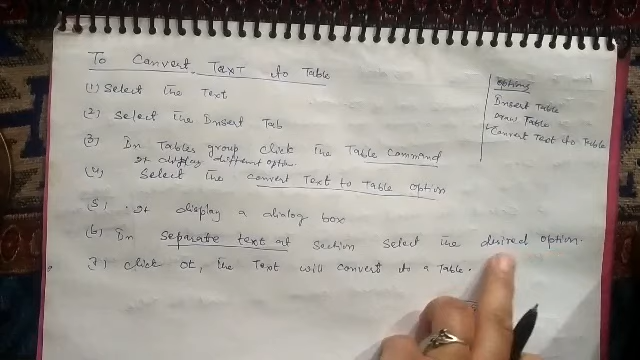 To Convert Text to Table
(1) Select the Text
(2) Select the Insert Tab
(3) In Tables group click the Table Command
It display different option.
(4) Select the convert Text to Table option
5) It display a dialog box
(6) In separate text at section select the desired option.
7) click ok, the Text will convert to a Table.
options
Insert Table
Draw Table
Convert Text to Table